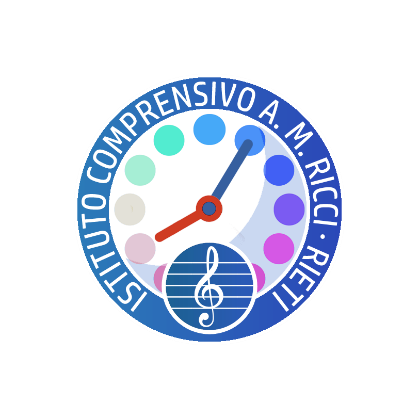 ISTITUTO COMPRENSIVO A. M. RICCI · RIETI